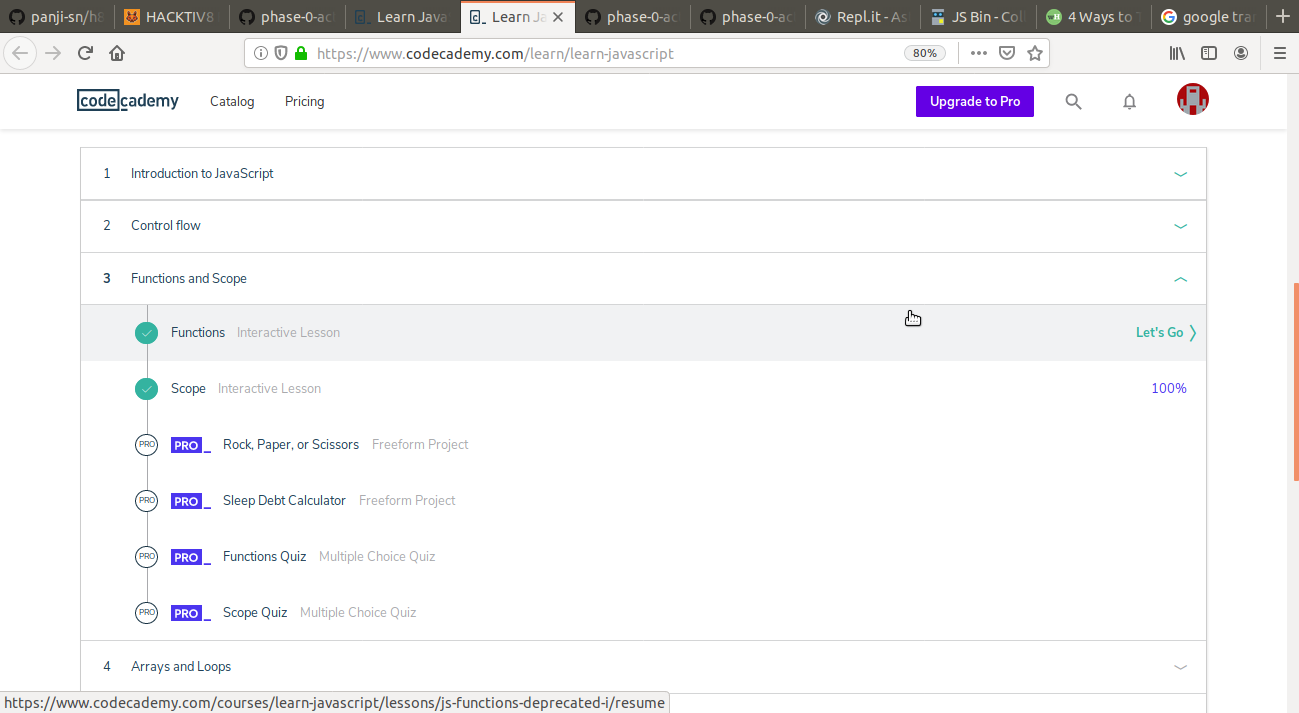 panji-sn/h8
HACKTIV8
phase-0-ac
Learn Java
Learn Ja
phase-0-ac
phase-0-ac
Repl.it - As
JS Bin - Coll
4 Ways to T
google tra
https://www.codecademy.com/learn/learn-javascript
80%
codecademy
Catalog
Pricing
Upgrade to Pro
1 Introduction to JavaScript
2 Control flow
3 Functions and Scope
Functions Interactive Lesson Let's Go
Scope Interactive Lesson 100%
PRO PRO_ Rock, Paper, or Scissors Freeform Project
PRO PRO_ Sleep Debt Calculator Freeform Project
PRO PRO_ Functions Quiz Multiple Choice Quiz
PRO PRO_ Scope Quiz Multiple Choice Quiz
4 Arrays and Loops
https://www.codecademy.com/courses/learn-javascript/lessons/js-functions-deprecated-i/resume